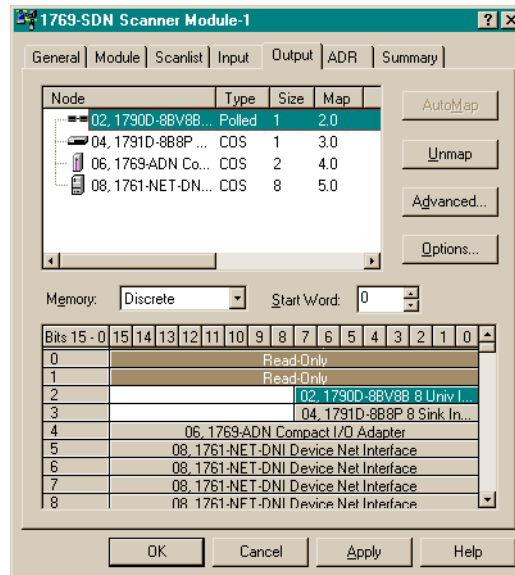 1769-SDN Scanner Module-1
General Module Scanlist Input Output ADR Summary
Node Type Size Map
02, 1790D-8BV8B... Polled 1 2.0
04, 1791D-8B8P ... COS 1 3.0
06, 1769-ADN Co... COS 2 4.0
08, 1761-NET-DN... COS 8 5.0
AutoMap
Unmap
Advanced...
Options...
Memory: Discrete Start Word: 0
Bits 15 - 0 15 14 13 12 11 10 9 8 7 6 5 4 3 2 1 0
0 Read-Only
1 Read-Only
2 02, 1790D-8BV8B 8 Univ I...
3 04, 1791D-8B8P 8 Sink In...
4 06, 1769-ADN Compact I/O Adapter
5 08, 1761-NET-DNI Device Net Interface
6 08, 1761-NET-DNI Device Net Interface
7 08, 1761-NET-DNI Device Net Interface
8 08, 1761-NET-DNI Device Net Interface
OK Cancel Apply Help